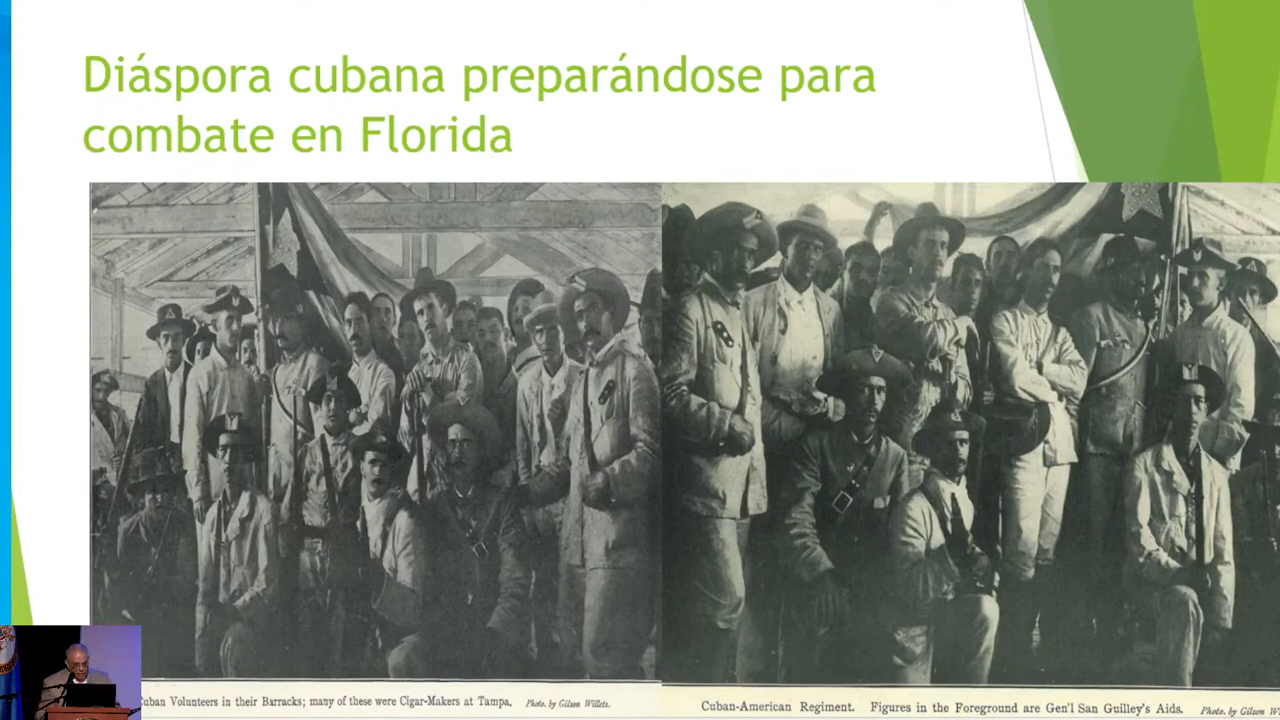 Diáspora cubana preparándose para
combate en Florida
uban Volunteers in their Barracks; many of these were Cigar-Makers at Tampa. Photo. by Gilson Willets.
Cuban-American Regiment. Figures in the Foreground are Gen'l San Guilley's Aids. Photo. by Gilson W